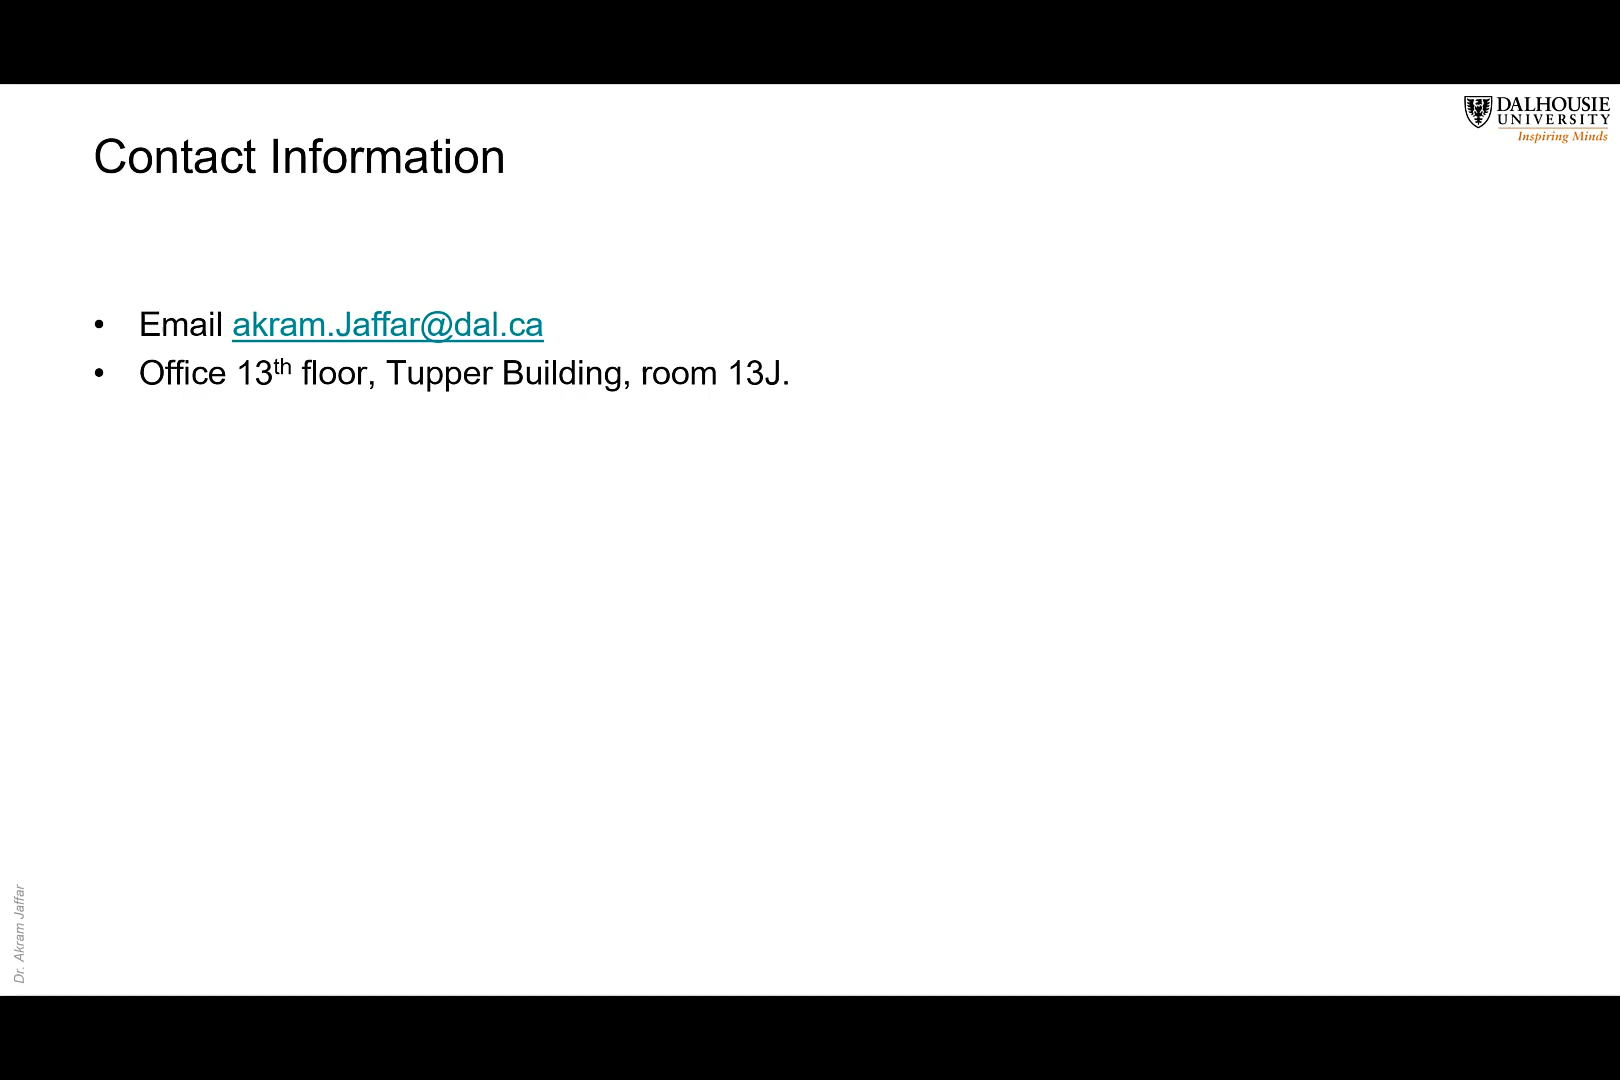 DALHOUSIE
UNIVERSITY
Inspiring Minds
Contact Information
• Email akram.Jaffar@dal.ca
• Office 13th floor, Tupper Building, room 13J.
Dr. Akram Jaffar